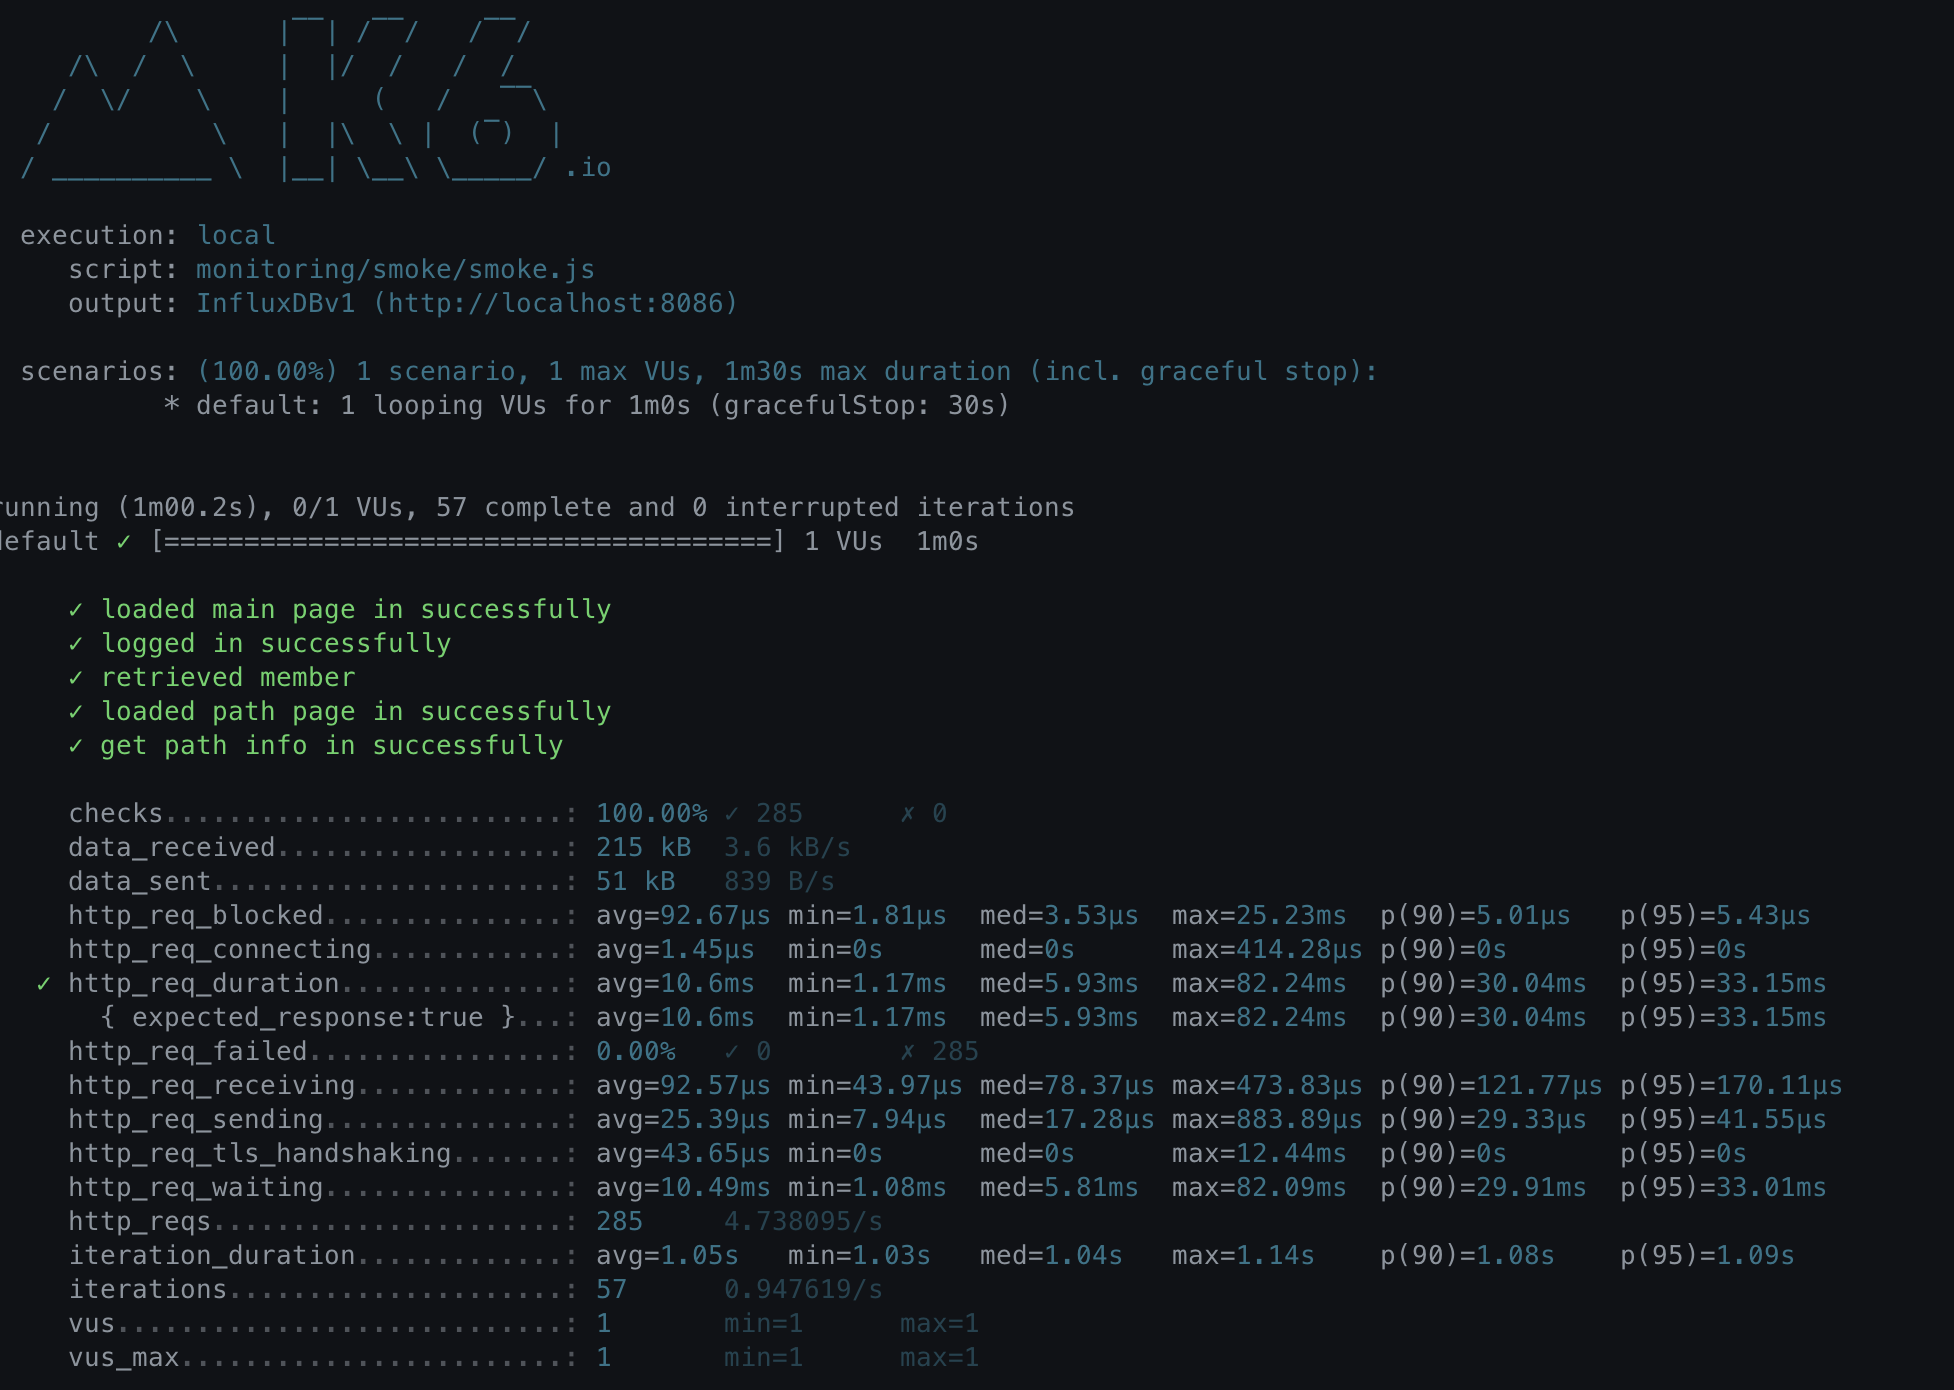 /\      |‾‾| /‾‾/   /‾‾/
     /\  /  \     |  |/  /   /  /
    /  \/    \    |     (   /   ‾‾\
   /          \   |  |\  \ |  (‾)  |
  / __________ \  |__| \__\ \_____/ .io
execution: local
script: monitoring/smoke/smoke.js
output: InfluxDBv1 (http://localhost:8086)
scenarios: (100.00%) 1 scenario, 1 max VUs, 1m30s max duration (incl. graceful stop):
* default: 1 looping VUs for 1m0s (gracefulStop: 30s)
running (1m00.2s), 0/1 VUs, 57 complete and 0 interrupted iterations
default ✓ [======================================] 1 VUs  1m0s
✓ loaded main page in successfully
✓ logged in successfully
✓ retrieved member
✓ loaded path page in successfully
✓ get path info in successfully
checks.........................: 100.00% ✓ 285      ✗ 0
data_received..................: 215 kB  3.6 kB/s
data_sent......................: 51 kB   839 B/s
http_req_blocked...............: avg=92.67µs min=1.81µs  med=3.53µs  max=25.23ms  p(90)=5.01µs   p(95)=5.43µs
http_req_connecting............: avg=1.45µs  min=0s      med=0s      max=414.28µs p(90)=0s       p(95)=0s
✓ http_req_duration..............: avg=10.6ms  min=1.17ms  med=5.93ms  max=82.24ms  p(90)=30.04ms  p(95)=33.15ms
{ expected_response:true }...: avg=10.6ms  min=1.17ms  med=5.93ms  max=82.24ms  p(90)=30.04ms  p(95)=33.15ms
http_req_failed................: 0.00%   ✓ 0        ✗ 285
http_req_receiving.............: avg=92.57µs min=43.97µs med=78.37µs max=473.83µs p(90)=121.77µs p(95)=170.11µs
http_req_sending...............: avg=25.39µs min=7.94µs  med=17.28µs max=883.89µs p(90)=29.33µs  p(95)=41.55µs
http_req_tls_handshaking.......: avg=43.65µs min=0s      med=0s      max=12.44ms  p(90)=0s       p(95)=0s
http_req_waiting...............: avg=10.49ms min=1.08ms  med=5.81ms  max=82.09ms  p(90)=29.91ms  p(95)=33.01ms
http_reqs......................: 285     4.738095/s
iteration_duration.............: avg=1.05s   min=1.03s   med=1.04s   max=1.14s    p(90)=1.08s    p(95)=1.09s
iterations.....................: 57      0.947619/s
vus............................: 1       min=1      max=1
vus_max........................: 1       min=1      max=1